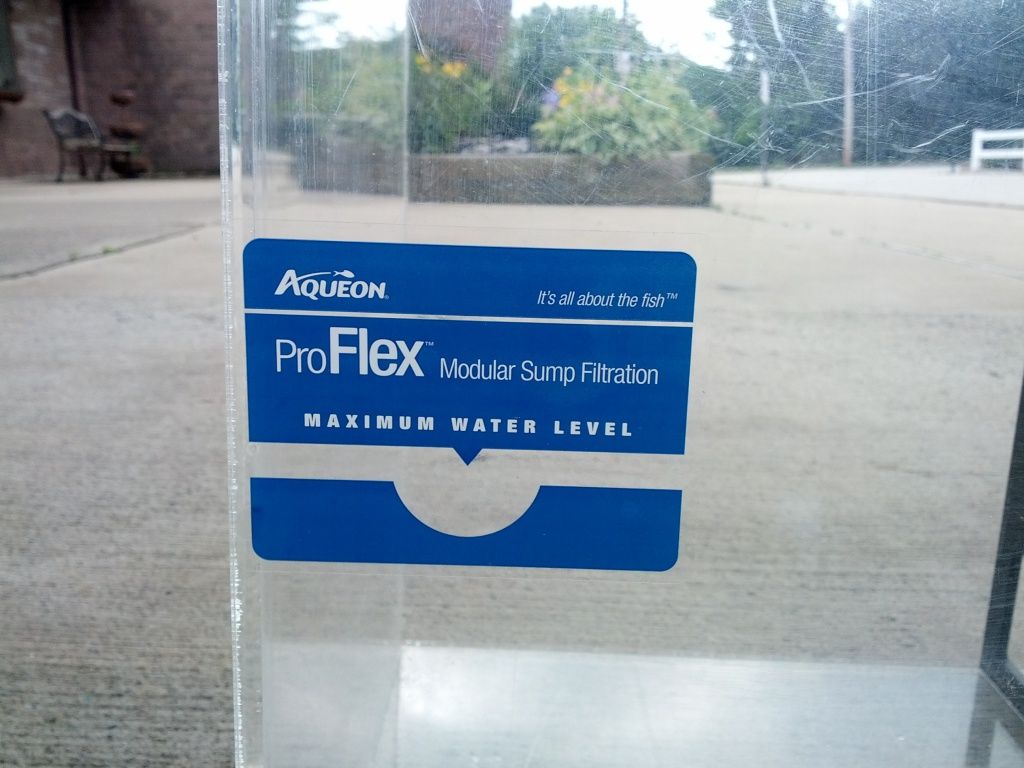 AQUEON®
It's all about the fish™
ProFlex™ Modular Sump Filtration
MAXIMUM WATER LEVEL